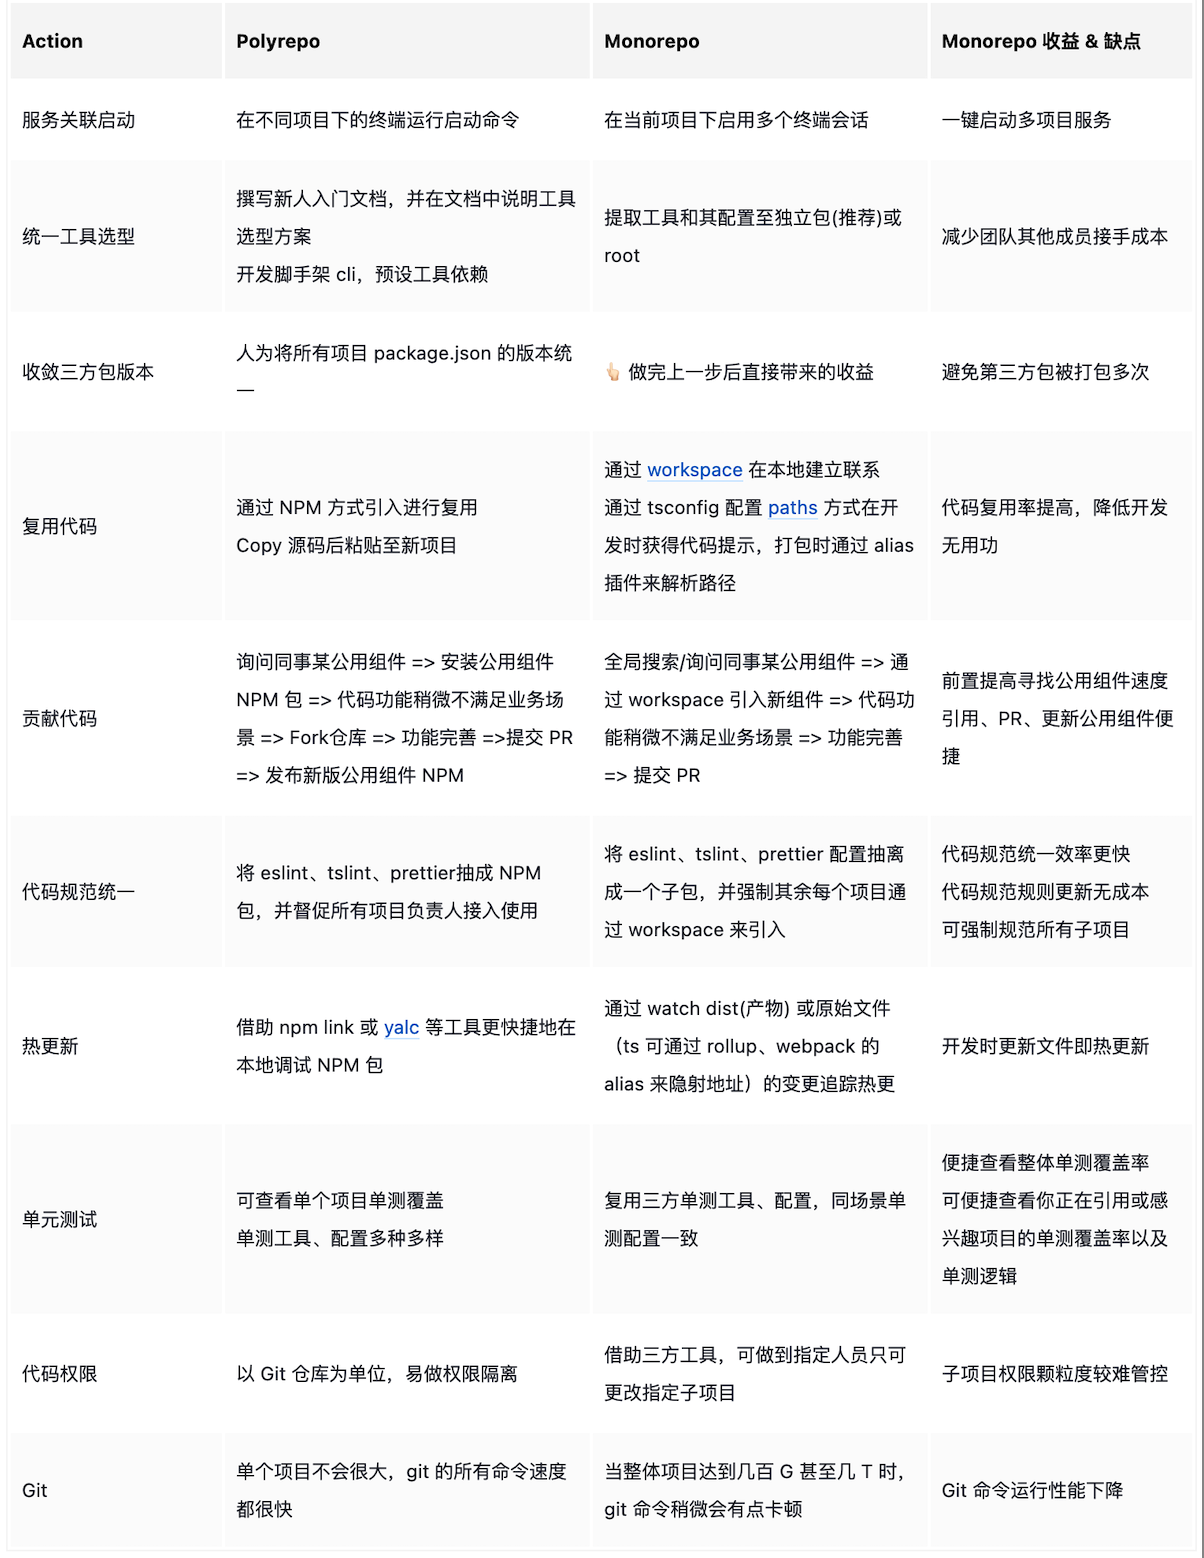 Action
Polyrepo
Monorepo
Monorepo 收益 & 缺点
服务关联启动
在不同项目下的终端运行启动命令
在当前项目下启用多个终端会话
一键启动多项目服务
统一工具选型
撰写新人入门文档，并在文档中说明工具
选型方案
开发脚手架 cli，预设工具依赖
提取工具和其配置至独立包(推荐)或
root
减少团队其他成员接手成本
收敛三方包版本
人为将所有项目 package.json 的版本统
一
👆🏻 做完上一步后直接带来的收益
避免第三方包被打包多次
复用代码
通过 NPM 方式引入进行复用
Copy 源码后粘贴至新项目
通过 workspace 在本地建立联系
通过 tsconfig 配置 paths 方式在开
发时获得代码提示，打包时通过 alias
插件来解析路径
代码复用率提高，降低开发
无用功
贡献代码
询问同事某公用组件 => 安装公用组件
NPM 包 => 代码功能稍微不满足业务场
景 => Fork仓库 => 功能完善 =>提交 PR
=> 发布新版公用组件 NPM
全局搜索/询问同事某公用组件 => 通
过 workspace 引入新组件 => 代码功
能稍微不满足业务场景 => 功能完善
=> 提交 PR
前置提高寻找公用组件速度
引用、PR、更新公用组件便
捷
代码规范统一
将 eslint、tslint、prettier抽成 NPM
包，并督促所有项目负责人接入使用
将 eslint、tslint、prettier 配置抽离
成一个子包，并强制其余每个项目通
过 workspace 来引入
代码规范统一效率更快
代码规范规则更新无成本
可强制规范所有子项目
热更新
借助 npm link 或 yalc 等工具更快捷地在
本地调试 NPM 包
通过 watch dist(产物) 或原始文件
（ts 可通过 rollup、webpack 的
alias 来隐射地址）的变更追踪热更
开发时更新文件即热更新
单元测试
可查看单个项目单测覆盖
单测工具、配置多种多样
复用三方单测工具、配置，同场景单
测配置一致
便捷查看整体单测覆盖率
可便捷查看你正在引用或感
兴趣项目的单测覆盖率以及
单测逻辑
代码权限
以 Git 仓库为单位，易做权限隔离
借助三方工具，可做到指定人员只可
更改指定子项目
子项目权限颗粒度较难管控
Git
单个项目不会很大，git 的所有命令速度
都很快
当整体项目达到几百 G 甚至几 T 时，
git 命令稍微会有点卡顿
Git 命令运行性能下降